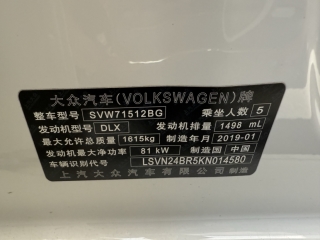 大众汽车(VOLKSWAGEN)牌
整车型号 SVW71512BG 乘坐人数 5
发动机型号 DLX 发动机排量 1498 mL
最大允许总质量 1615kg 制造年月 2019-01
发动机最大净功率 81 kW 制造国 中国
车辆识别代号 LSVN24BR5KN014580
上汽大众汽车有限公司 制造